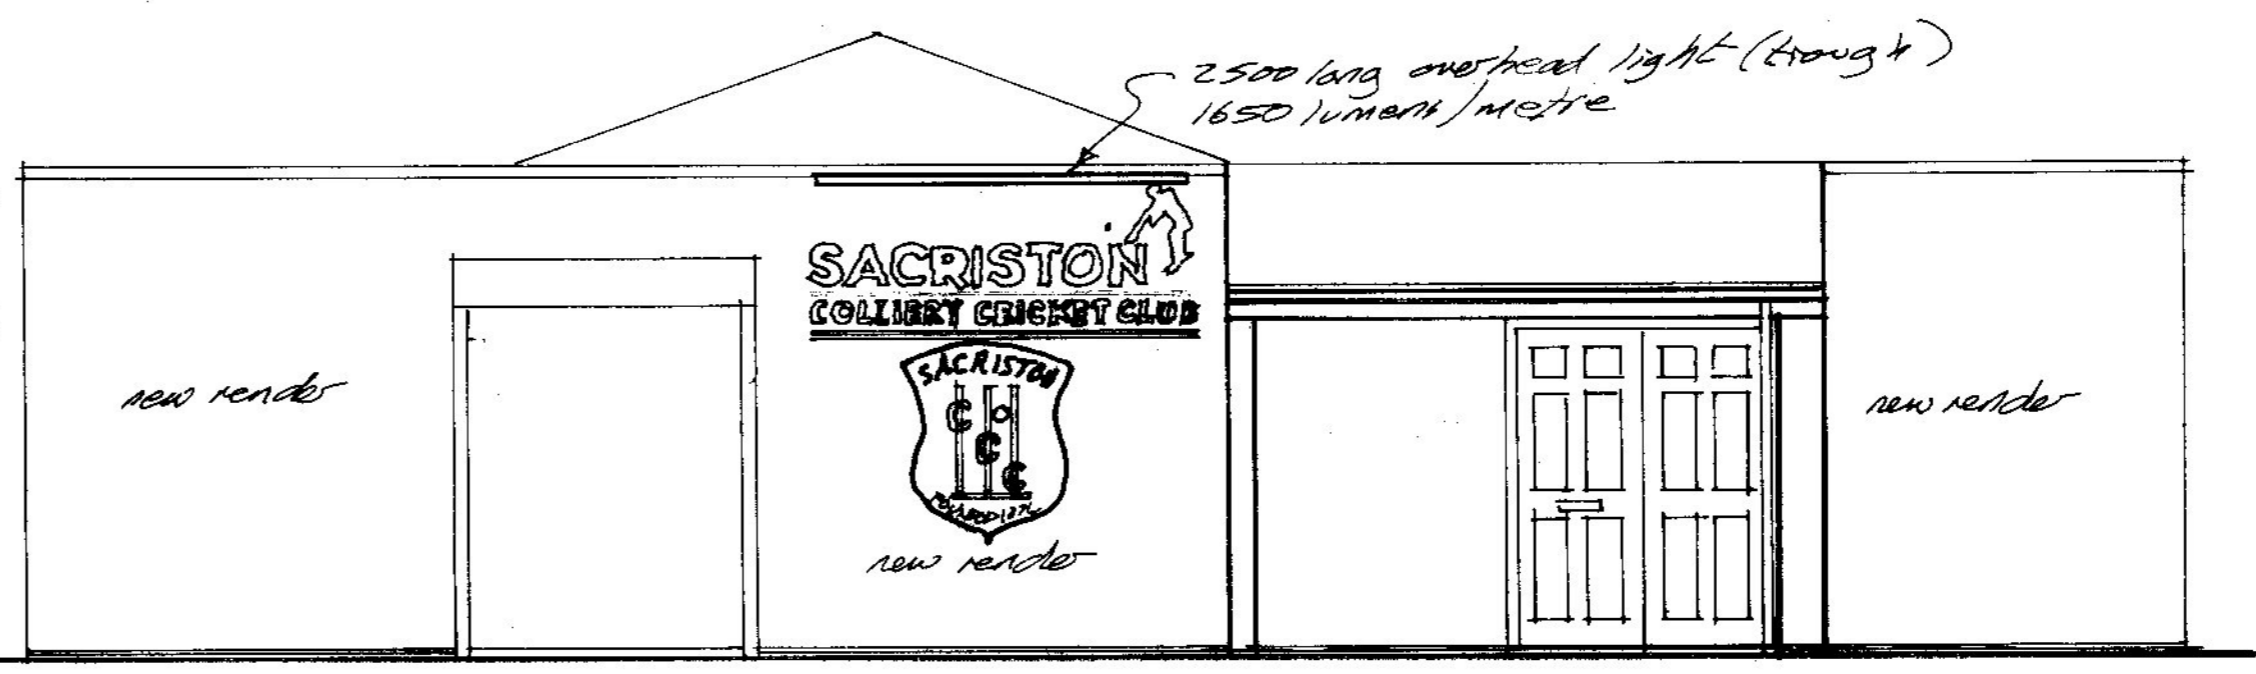 2500 long overhead light (trough)
1650 lumens/metre
SACRISTON
COLLIERY CRICKET CLUB
SACRISTON
C
C
C
new render
new render
new render